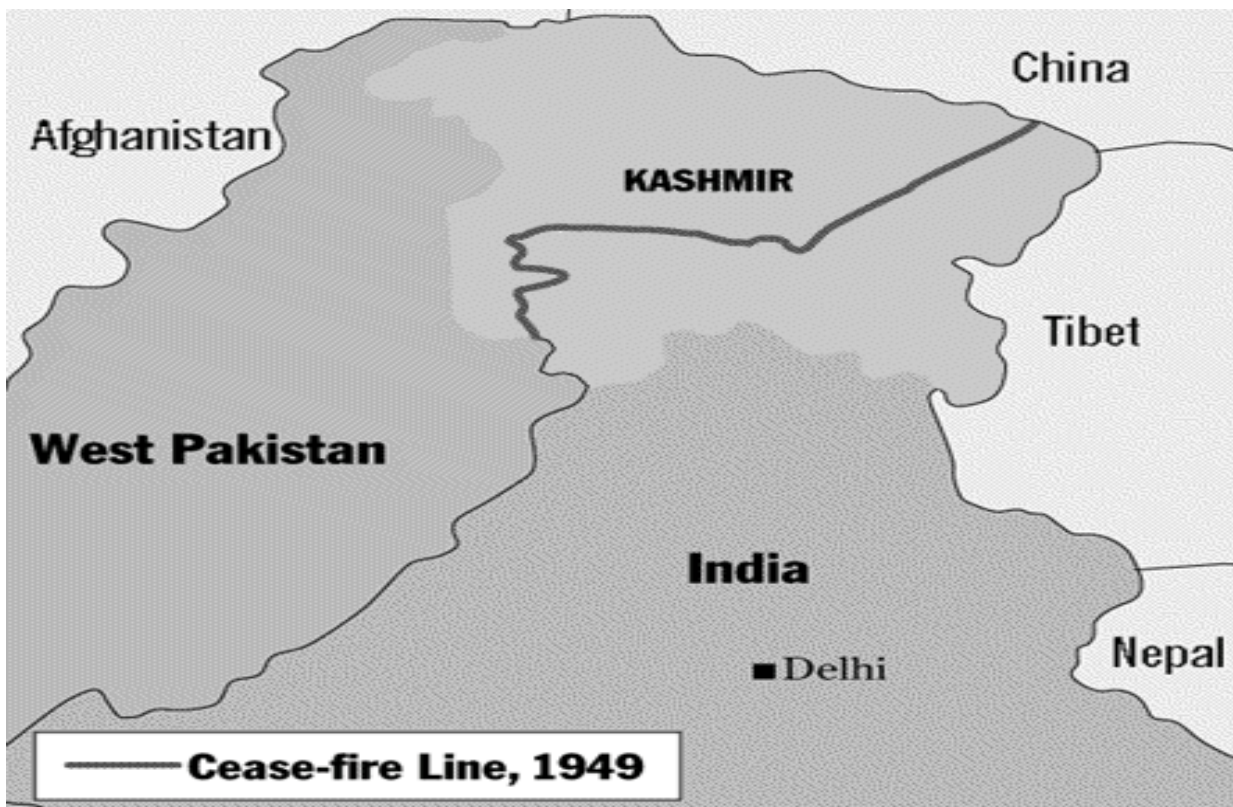 China
Afghanistan
KASHMIR
Tibet
West Pakistan
India
Nepal
Delhi
Cease-fire Line, 1949